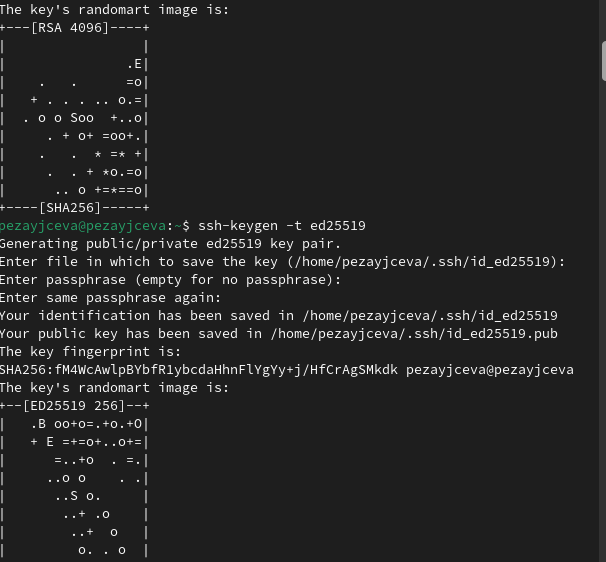 The key's randomart image is:
+---[RSA 4096]----+
|                 |
|               .E|
|    .   .      =o|
|   + . . . .. o.=|
|  . o o Soo  +..o|
|     . + o+ =oo+.|
|    .   .  * =* +|
|     .  . + *o.=o|
|      .. o +=*==o|
+----[SHA256]-----+
pezayjceva@pezayjceva:~$ ssh-keygen -t ed25519
Generating public/private ed25519 key pair.
Enter file in which to save the key (/home/pezayjceva/.ssh/id_ed25519):
Enter passphrase (empty for no passphrase):
Enter same passphrase again:
Your identification has been saved in /home/pezayjceva/.ssh/id_ed25519
Your public key has been saved in /home/pezayjceva/.ssh/id_ed25519.pub
The key fingerprint is:
SHA256:fM4WcAwlpBYbfR1ybcdaHhnFlYgYy+j/HfCrAgSMkdk pezayjceva@pezayjceva
The key's randomart image is:
+--[ED25519 256]--+
|   .B oo+o=.+o.+O|
|   + E =+=o+..o+=|
|      =..+o  . =.|
|     ..o o    . .|
|      ..S o.     |
|       ..+ .o    |
|        ..+  o   |
|         o. . o  |